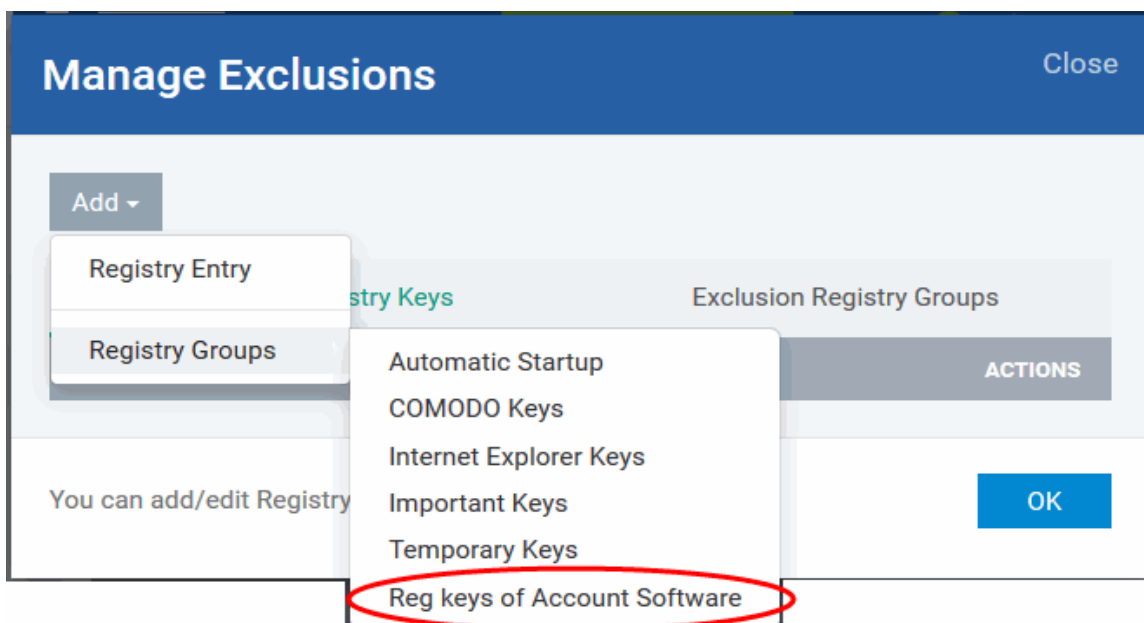 Manage Exclusions
Close
Add
Registry Entry
stry Keys
Exclusion Registry Groups
Registry Groups
Automatic Startup
ACTIONS
COMODO Keys
Internet Explorer Keys
You can add/edit Registry
Important Keys
OK
Temporary Keys
Reg keys of Account Software